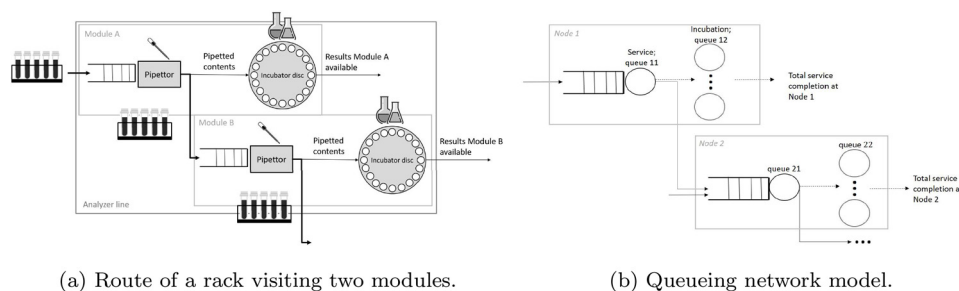 Module A
Pipettor
Pipetted
contents
Incubator disc
Results Module A
available
Module B
Pipettor
Pipetted
contents
Incubator disc
Results Module B
available
Analyzer line
(a) Route of a rack visiting two modules.
Node 1
Service;
queue 11
Incubation;
queue 12
Total service
completion at
Node 1
Node 2
queue 21
queue 22
Total service
completion a
Node 2
(b) Queueing network model.